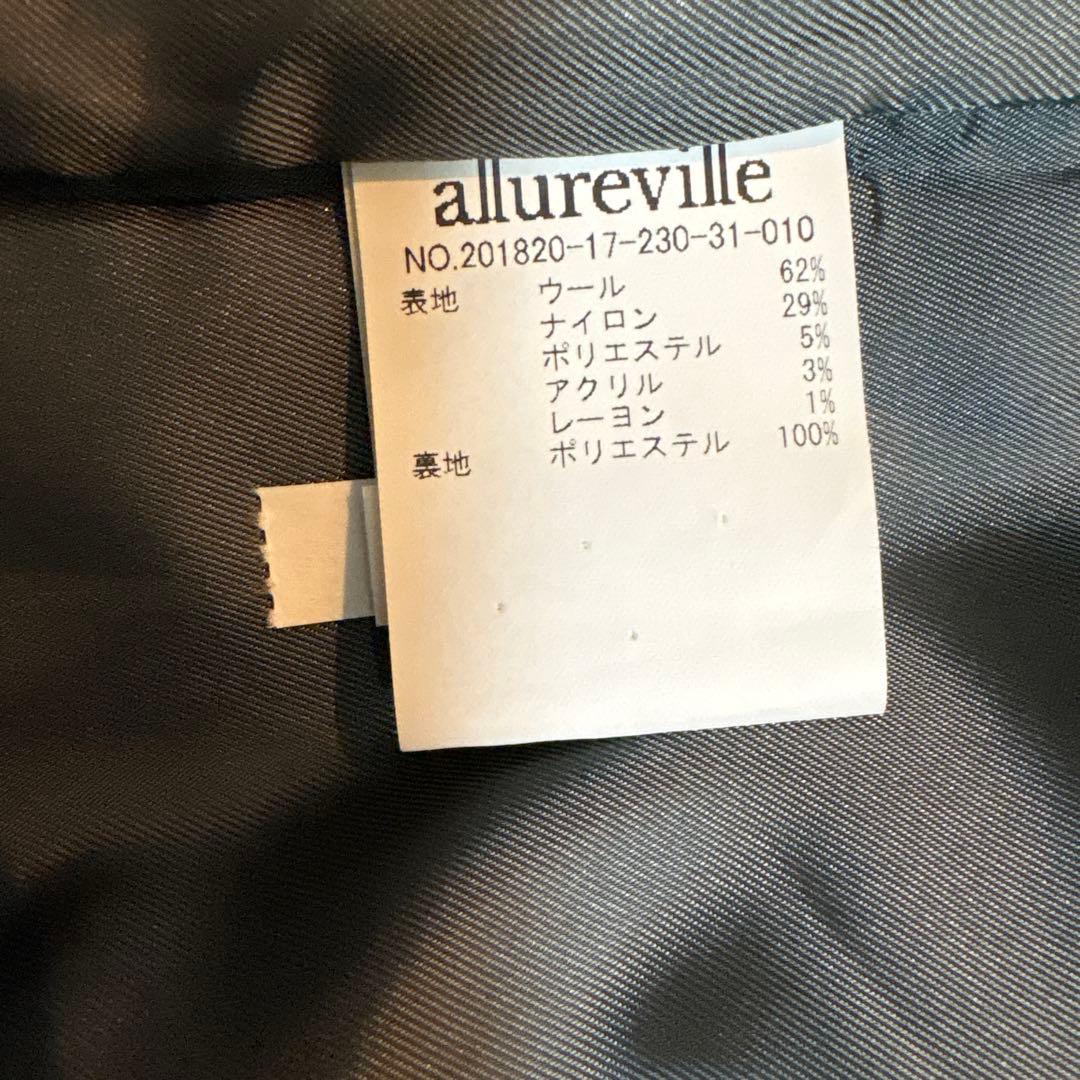 allureville
NO.201820-17-230-31-010
表地 ウール 62%
ナイロン 29%
ポリエステル 5%
アクリル 3%
レーヨン 1%
裏地 ポリエステル 100%